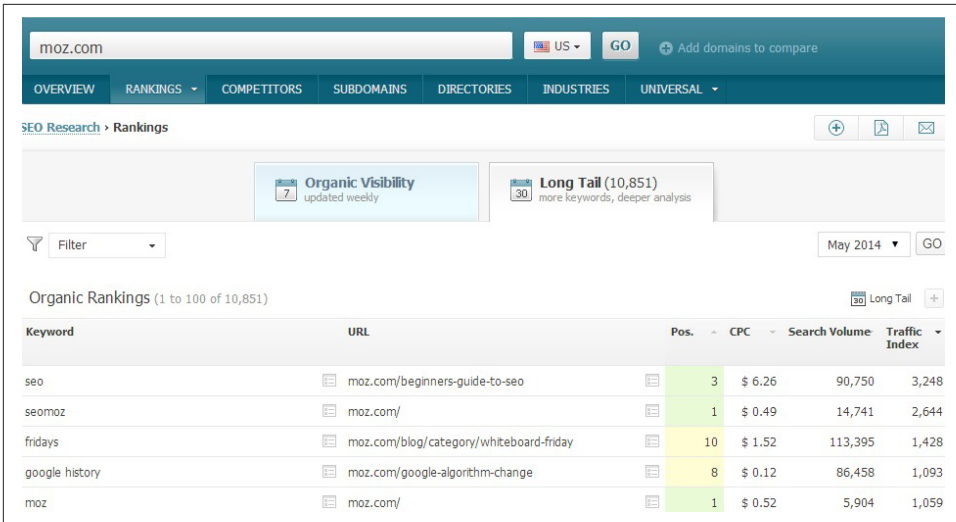 moz.com US GO Add domains to compare
OVERVIEW RANKINGS COMPETITORS SUBDOMAINS DIRECTORIES INDUSTRIES UNIVERSAL
SEO Research › Rankings
7 Organic Visibility
updated weekly
30 Long Tail (10,851)
more keywords, deeper analysis
Filter May 2014 GO
Organic Rankings (1 to 100 of 10,851) 30 Long Tail +
Keyword URL Pos. CPC Search Volume Traffic
Index
seo moz.com/beginners-guide-to-seo 3 $ 6.26 90,750 3,248
seomoz moz.com/ 1 $ 0.49 14,741 2,644
fridays moz.com/blog/category/whiteboard-friday 10 $ 1.52 113,395 1,428
google history moz.com/google-algorithm-change 8 $ 0.12 86,458 1,093
moz moz.com/ 1 $ 0.52 5,904 1,059